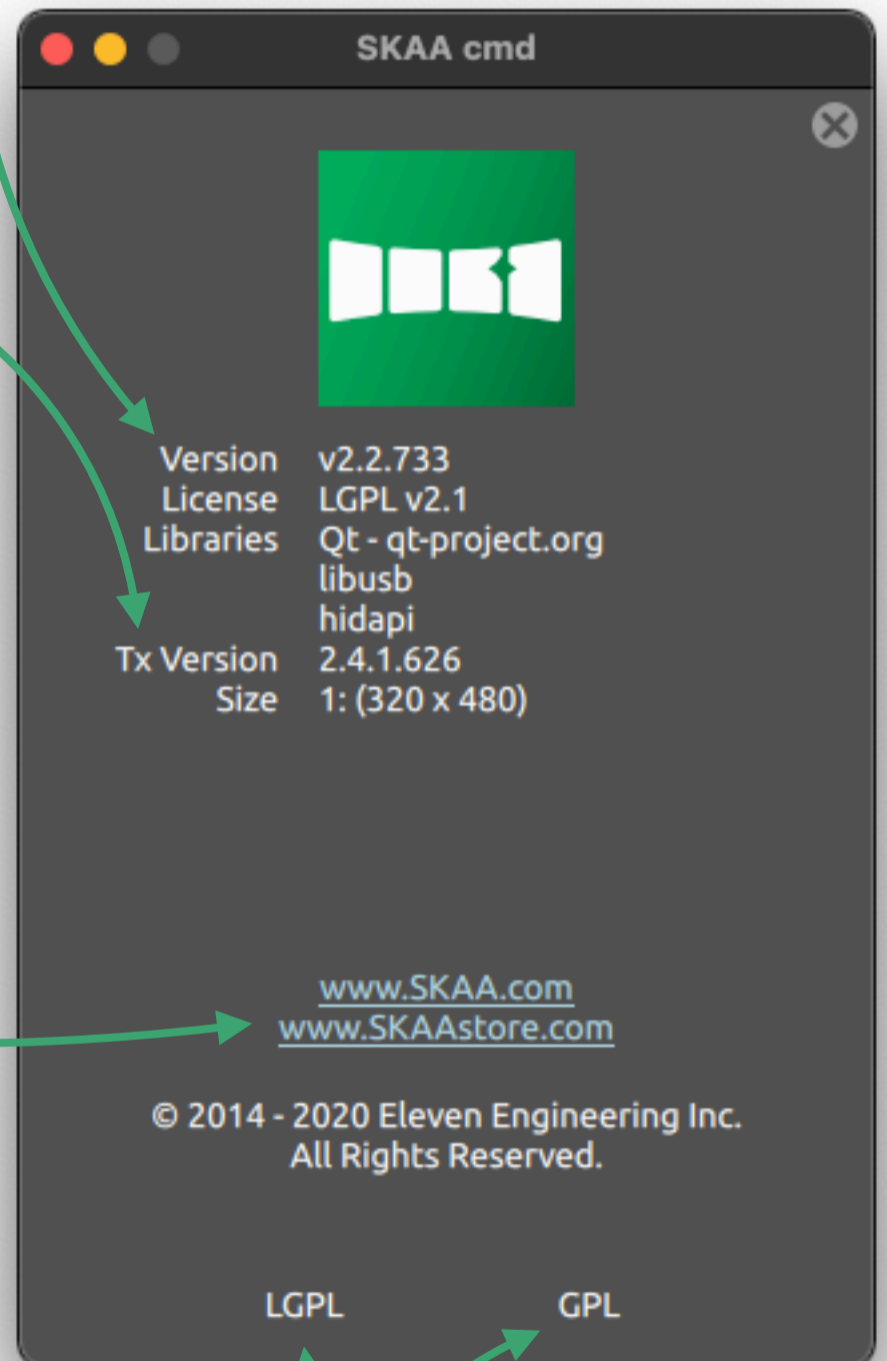 SKAA cmd
Version v2.2.733
License LGPL v2.1
Libraries Qt - qt-project.org
libusb
hidapi
Tx Version 2.4.1.626
Size 1: (320 x 480)
www.SKAA.com
www.SKAAstore.com
© 2014 - 2020 Eleven Engineering Inc.
All Rights Reserved.
LGPL GPL